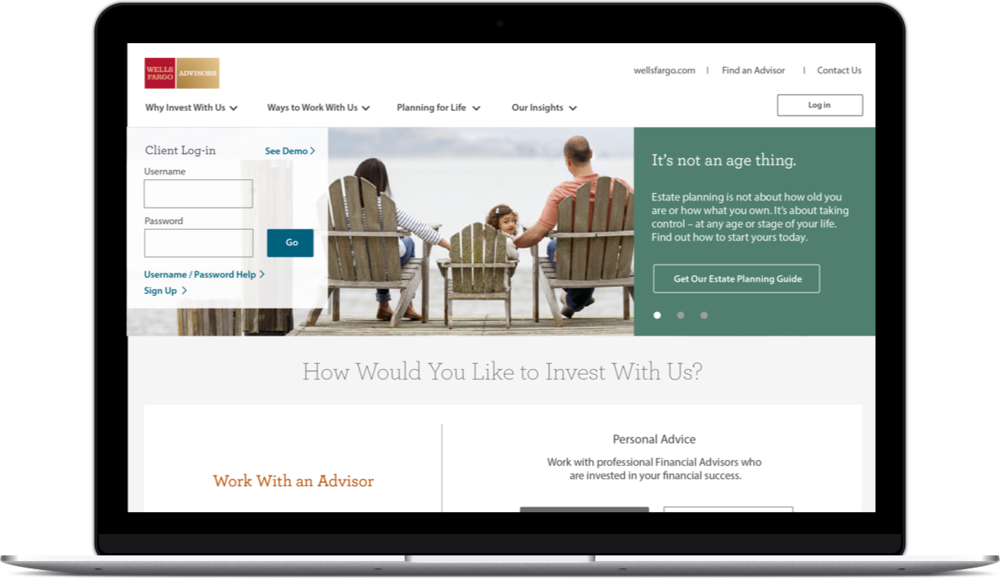 WELLS
FARGO
ADVISORS
wellsfargo.com | Find an Advisor | Contact Us
Why Invest With Us
Ways to Work With Us
Planning for Life
Our Insights
Log in
Client Log-in
See Demo
Username
Password
Go
Username / Password Help
Sign Up
It's not an age thing.
Estate planning is not about how old you
are or how what you own. It's about taking
control – at any age or stage of your life.
Find out how to start yours today.
Get Our Estate Planning Guide
How Would You Like to Invest With Us?
Work With an Advisor
Personal Advice
Work with professional Financial Advisors who
are invested in your financial success.